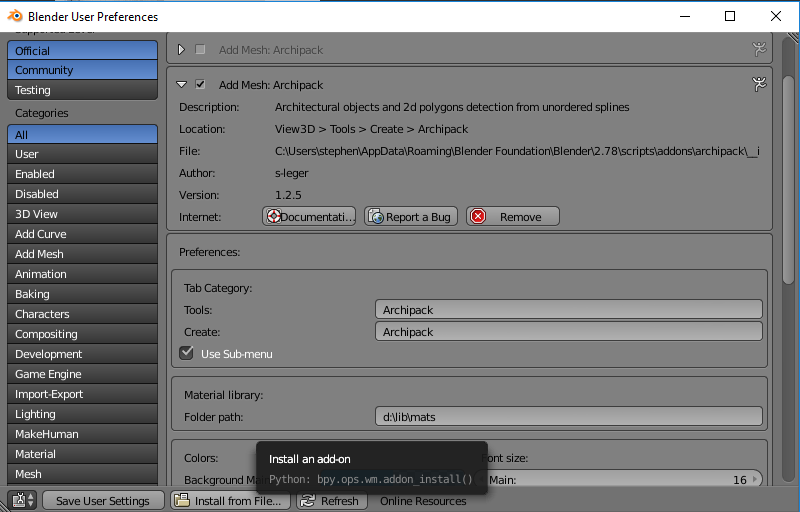 Blender User Preferences
Supported Level
Official
Community
Testing
Categories
All
User
Enabled
Disabled
3D View
Add Curve
Add Mesh
Animation
Baking
Characters
Compositing
Development
Game Engine
Import-Export
Lighting
MakeHuman
Material
Mesh
Add Mesh: Archipack
Add Mesh: Archipack
Description: Architectural objects and 2d polygons detection from unordered splines
Location: View3D > Tools > Create > Archipack
File: C:\Users\stephen\AppData\Roaming\Blender Foundation\Blender\2.78\scripts\addons\archipack\__i
Author: s-leger
Version: 1.2.5
Internet: Documentati... Report a Bug Remove
Preferences:
Tab Category:
Tools: Archipack
Create: Archipack
Use Sub-menu
Material library:
Folder path: d:\lib\mats
Colors: Font size:
Background Main: 16
Install an add-on
Python: bpy.ops.wm.addon_install()
Save User Settings Install from File... Refresh Online Resources